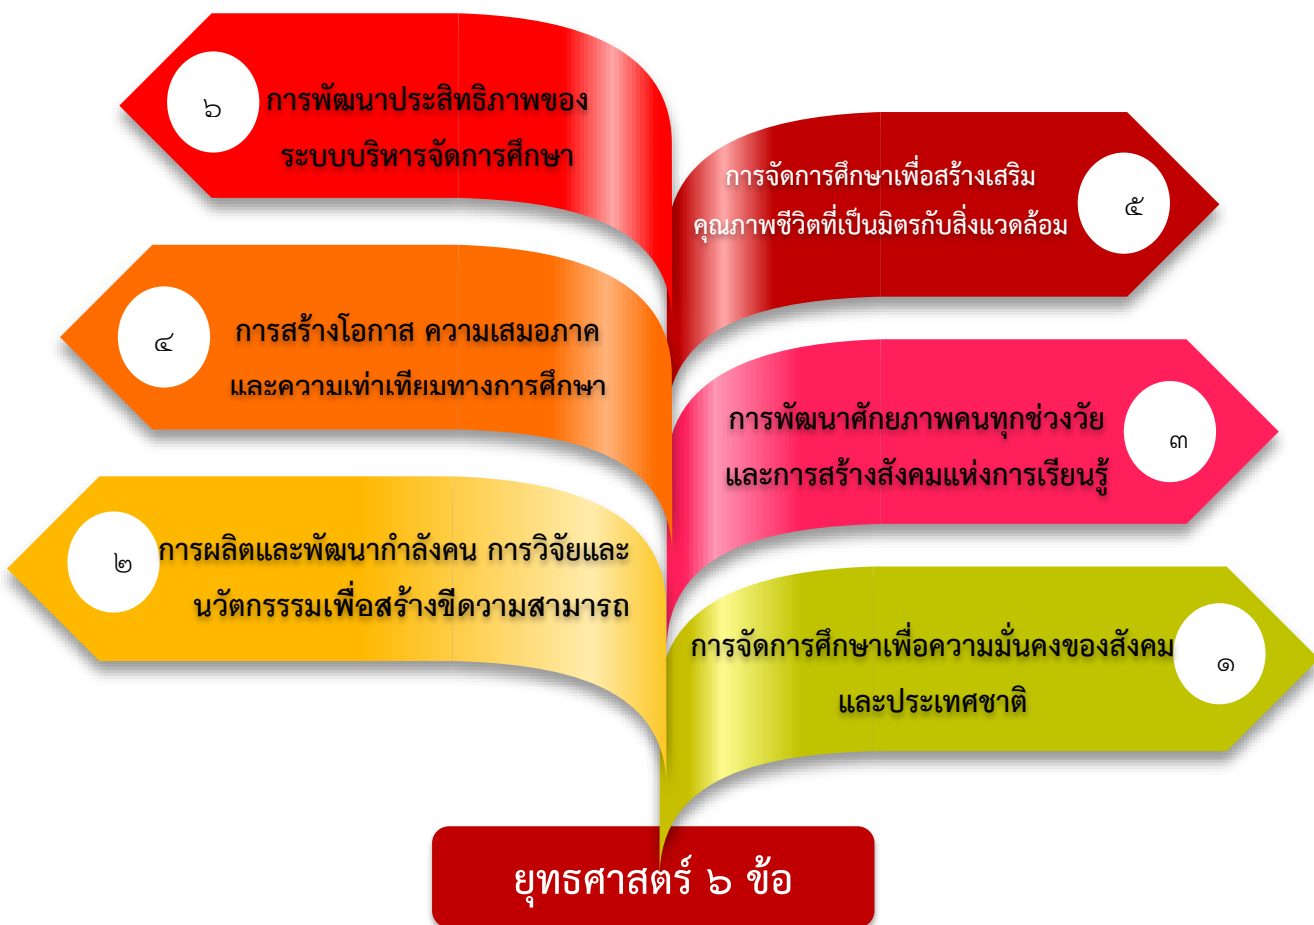 ๖
การพัฒนาประสิทธิภาพของ
ระบบบริหารจัดการศึกษา
การจัดการศึกษาเพื่อสร้างเสริม
คุณภาพชีวิตที่เป็นมิตรกับสิ่งแวดล้อม
๕
๔
การสร้างโอกาส ความเสมอภาค
และความเท่าเทียมทางการศึกษา
การพัฒนาศักยภาพคนทุกช่วงวัย
และการสร้างสังคมแห่งการเรียนรู้
๓
๒
การผลิตและพัฒนากำลังคน การวิจัยและ
นวัตกรรรมเพื่อสร้างขีดความสามารถ
การจัดการศึกษาเพื่อความมั่นคงของสังคม
และประเทศชาติ
๑
ยุทธศาสตร์ ๖ ข้อ